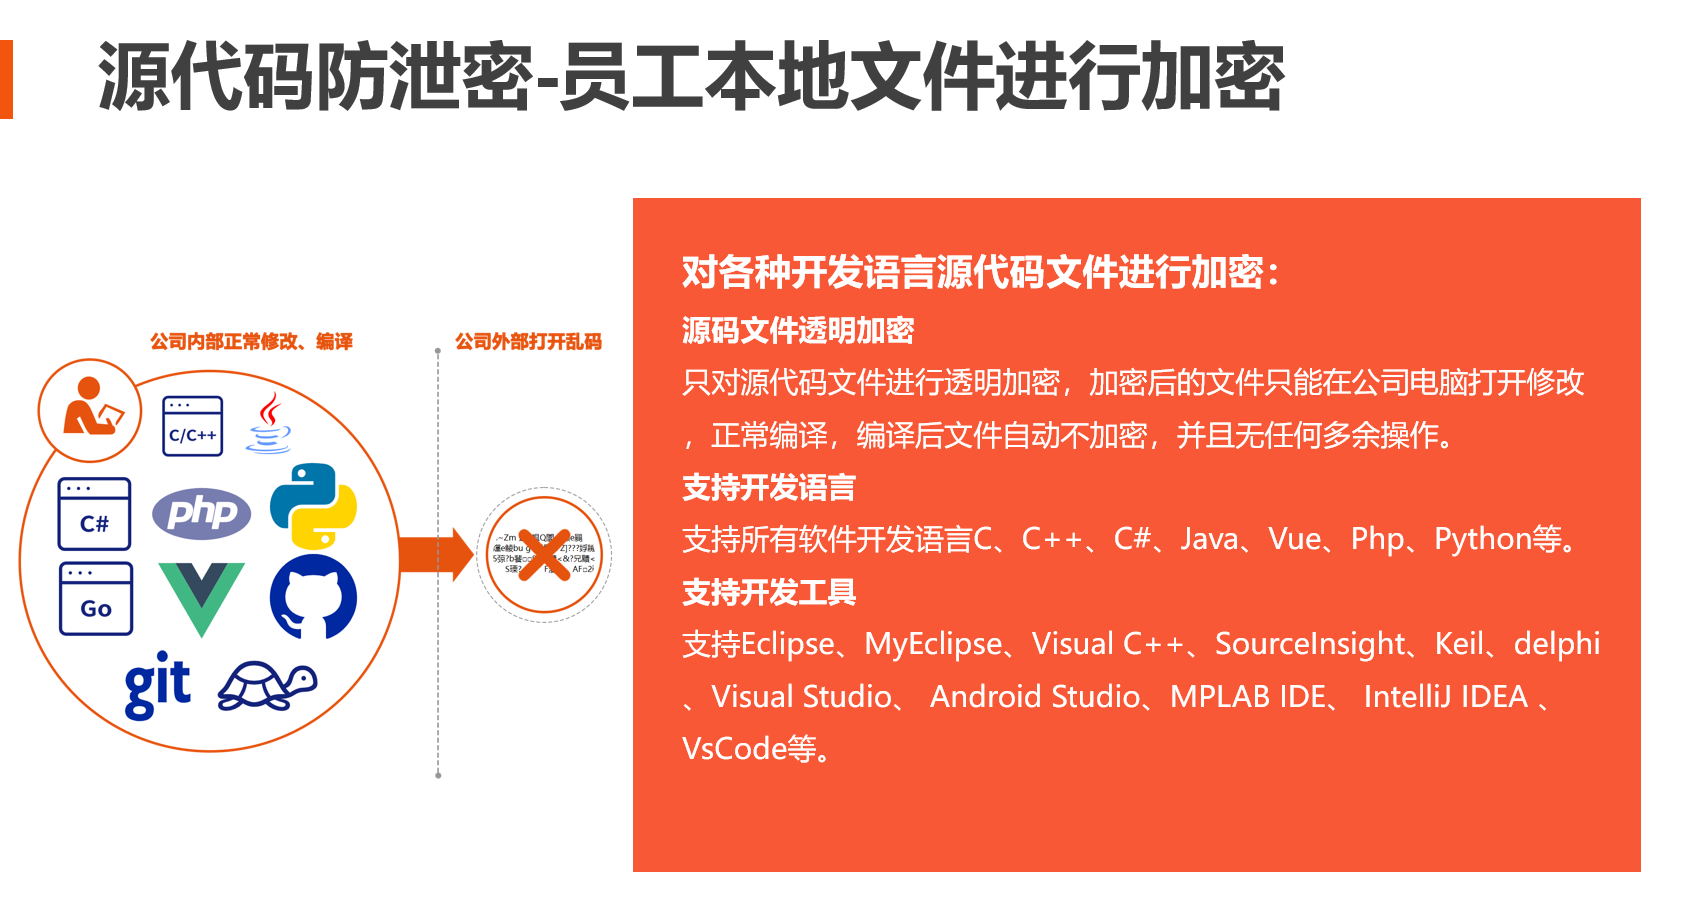 源代码防泄密-员工本地文件进行加密
公司内部正常修改、编译
公司外部打开乱码
C/C++
C#
php
Go
git
对各种开发语言源代码文件进行加密：
源码文件透明加密
只对源代码文件进行透明加密，加密后的文件只能在公司电脑打开修改
，正常编译，编译后文件自动不加密，并且无任何多余操作。
支持开发语言
支持所有软件开发语言C、C++、C#、Java、Vue、Php、Python等。
支持开发工具
支持Eclipse、MyEclipse、Visual C++、SourceInsight、Keil、delphi
、Visual Studio、 Android Studio、MPLAB IDE、 IntelliJ IDEA 、
VsCode等。